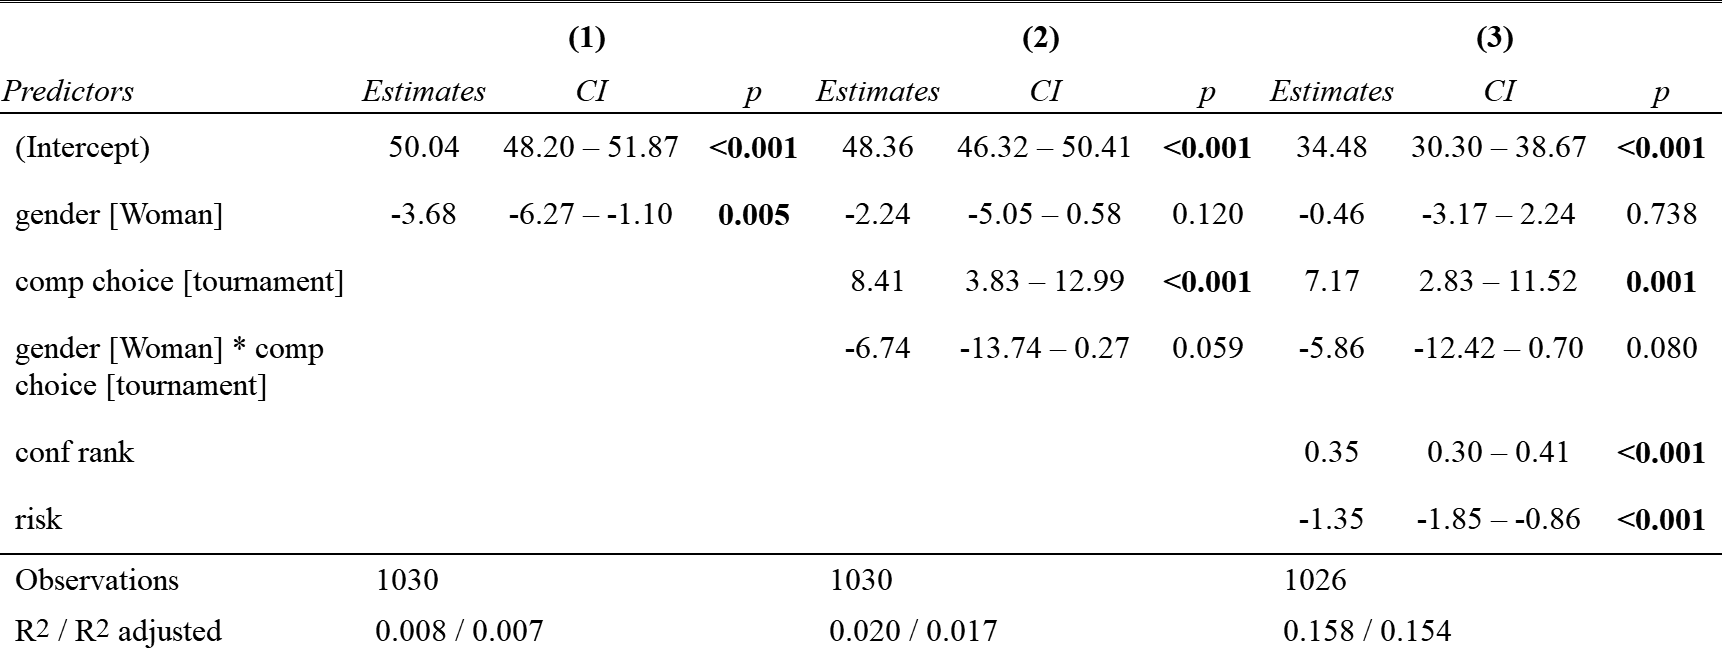 (1) (2) (3)
Predictors Estimates CI p Estimates CI p Estimates CI p
(Intercept) 50.04 48.20 – 51.87 <0.001 48.36 46.32 – 50.41 <0.001 34.48 30.30 – 38.67 <0.001
gender [Woman] -3.68 -6.27 – -1.10 0.005 -2.24 -5.05 – 0.58 0.120 -0.46 -3.17 – 2.24 0.738
comp choice [tournament] 8.41 3.83 – 12.99 <0.001 7.17 2.83 – 11.52 0.001
gender [Woman] * comp -6.74 -13.74 – 0.27 0.059 -5.86 -12.42 – 0.70 0.080
choice [tournament]
conf rank 0.35 0.30 – 0.41 <0.001
risk -1.35 -1.85 – -0.86 <0.001
Observations 1030 1030 1026
R2 / R2 adjusted 0.008 / 0.007 0.020 / 0.017 0.158 / 0.154